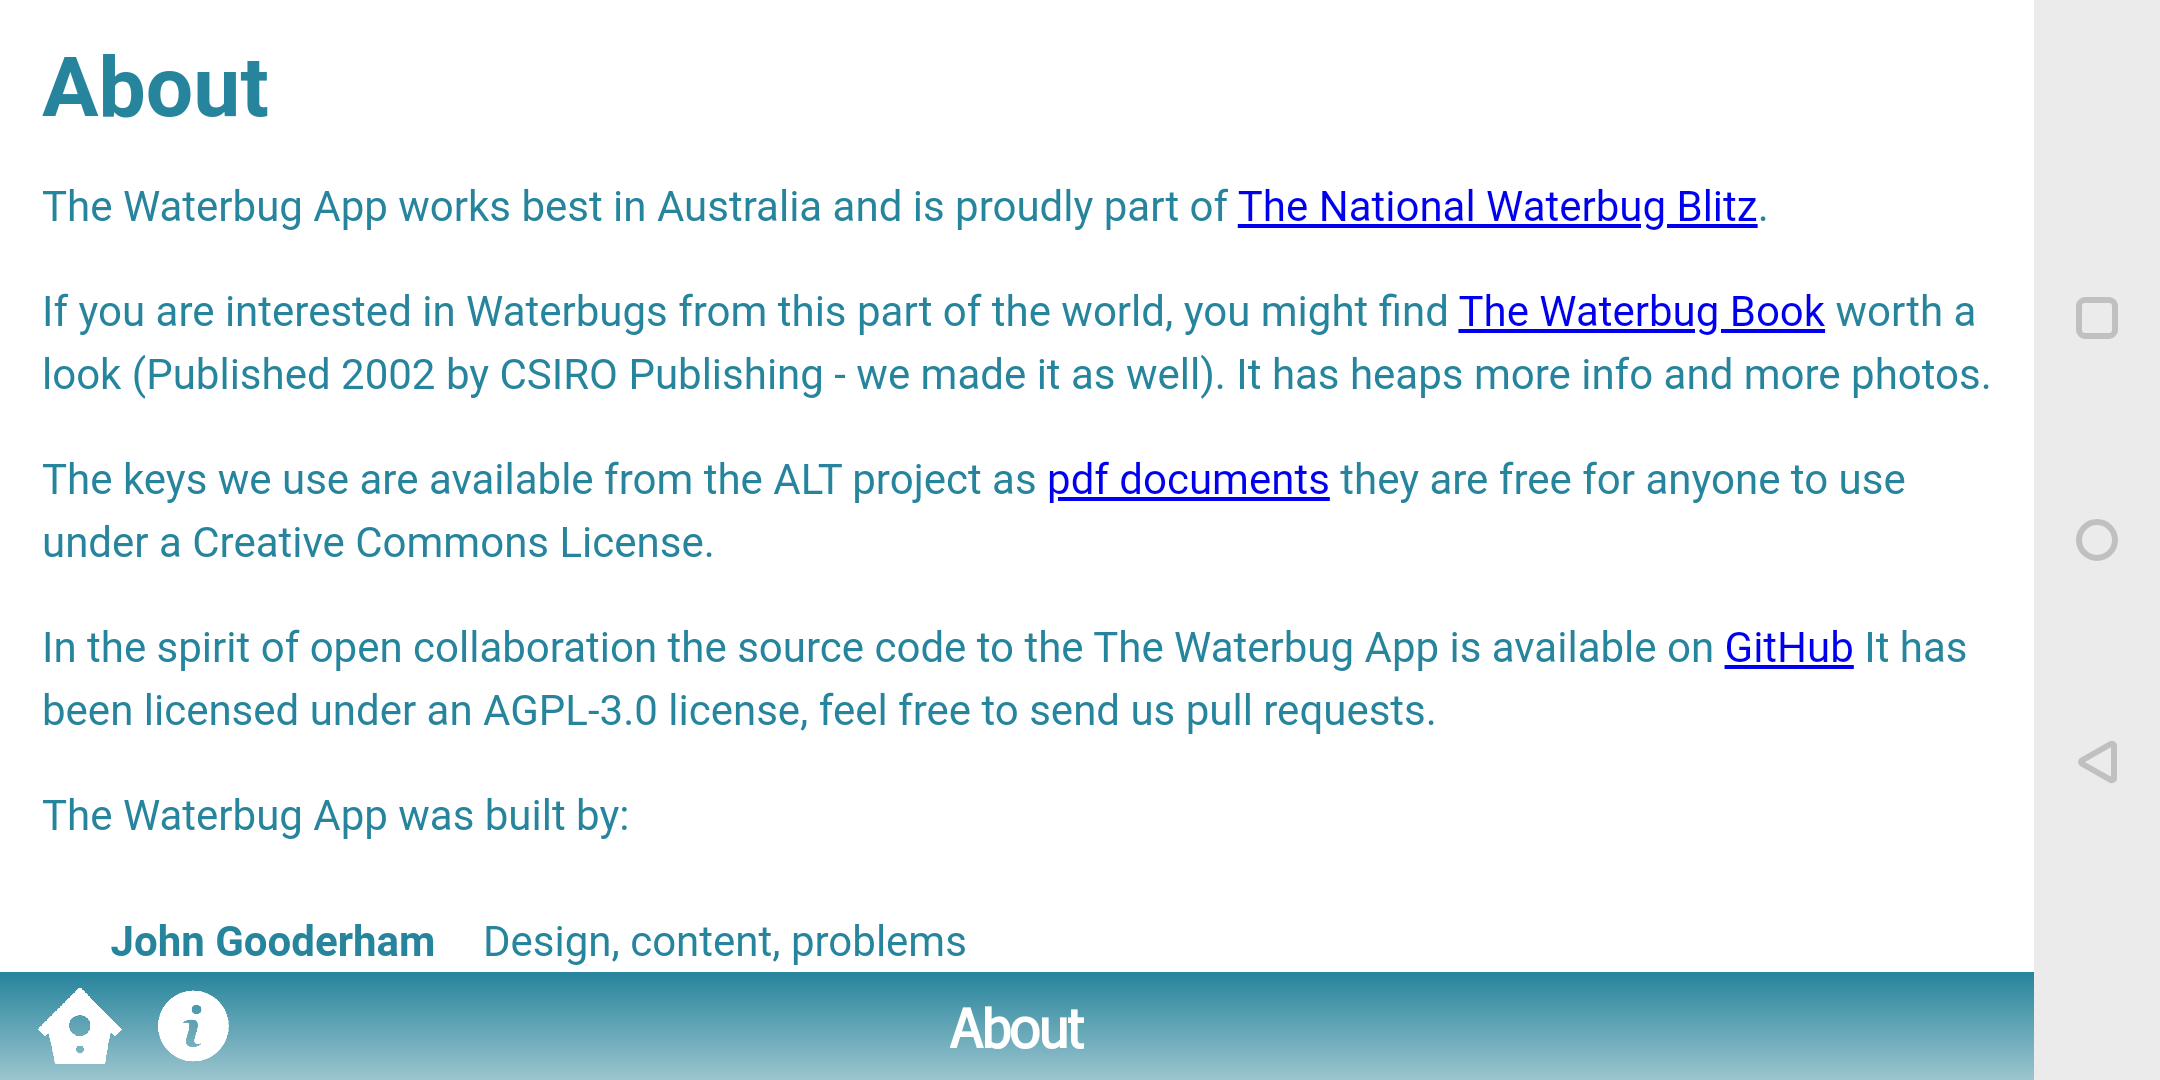 About
The Waterbug App works best in Australia and is proudly part of The National Waterbug Blitz.
If you are interested in Waterbugs from this part of the world, you might find The Waterbug Book worth a
look (Published 2002 by CSIRO Publishing - we made it as well). It has heaps more info and more photos.
The keys we use are available from the ALT project as pdf documents they are free for anyone to use
under a Creative Commons License.
In the spirit of open collaboration the source code to the The Waterbug App is available on GitHub It has
been licensed under an AGPL-3.0 license, feel free to send us pull requests.
The Waterbug App was built by:
John Gooderham Design, content, problems
About